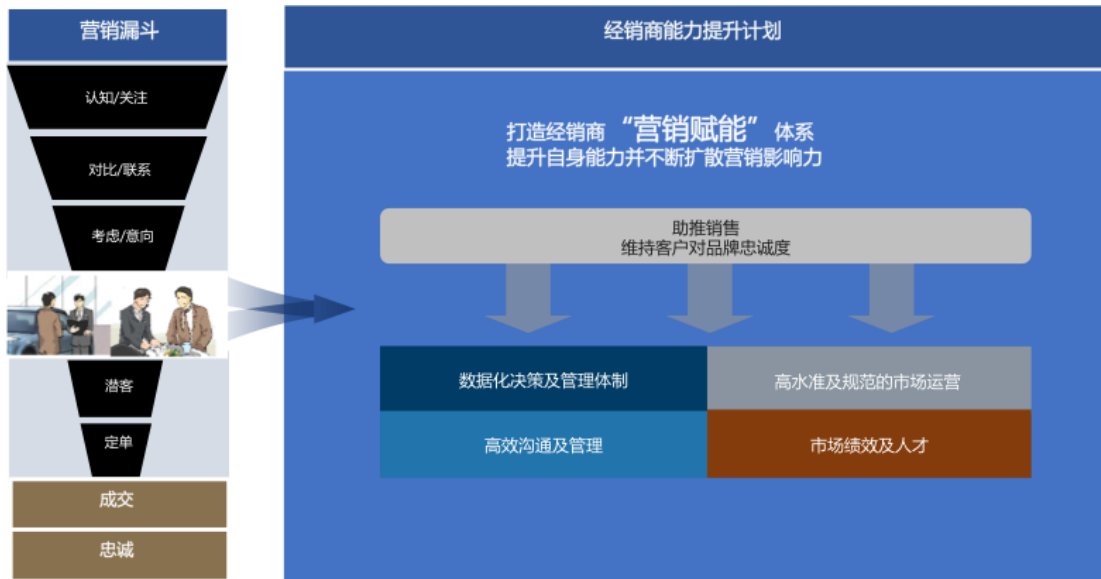 营销漏斗
认知/关注
对比/联系
考虑/意向
潜客
定单
成交
忠诚
经销商能力提升计划
打造经销商“营销赋能”体系
提升自身能力并不断扩散营销影响力
助推销售
维持客户对品牌忠诚度
数据化决策及管理体制
高水准及规范的市场运营
高效沟通及管理
市场绩效及人才